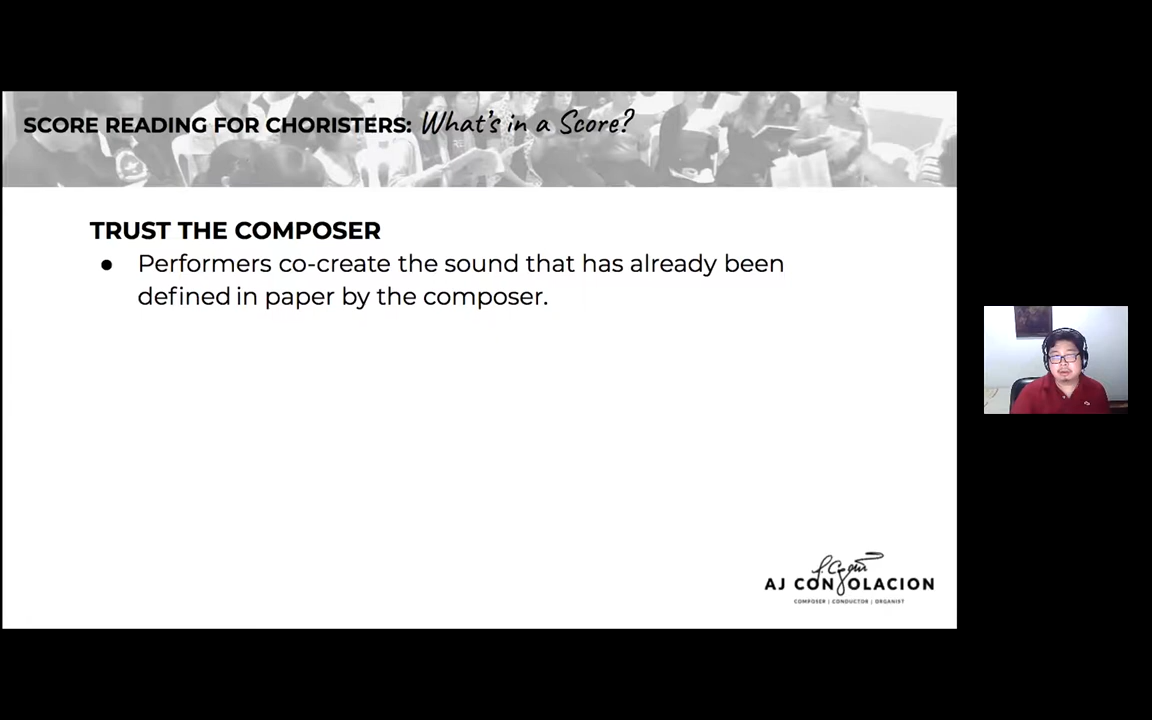 SCORE READING FOR CHORISTERS: What's in a Score?
TRUST THE COMPOSER
● Performers co-create the sound that has already been
defined in paper by the composer.
AJ CONSOLACION
COMPOSER | CONDUCTOR | ORGANIST